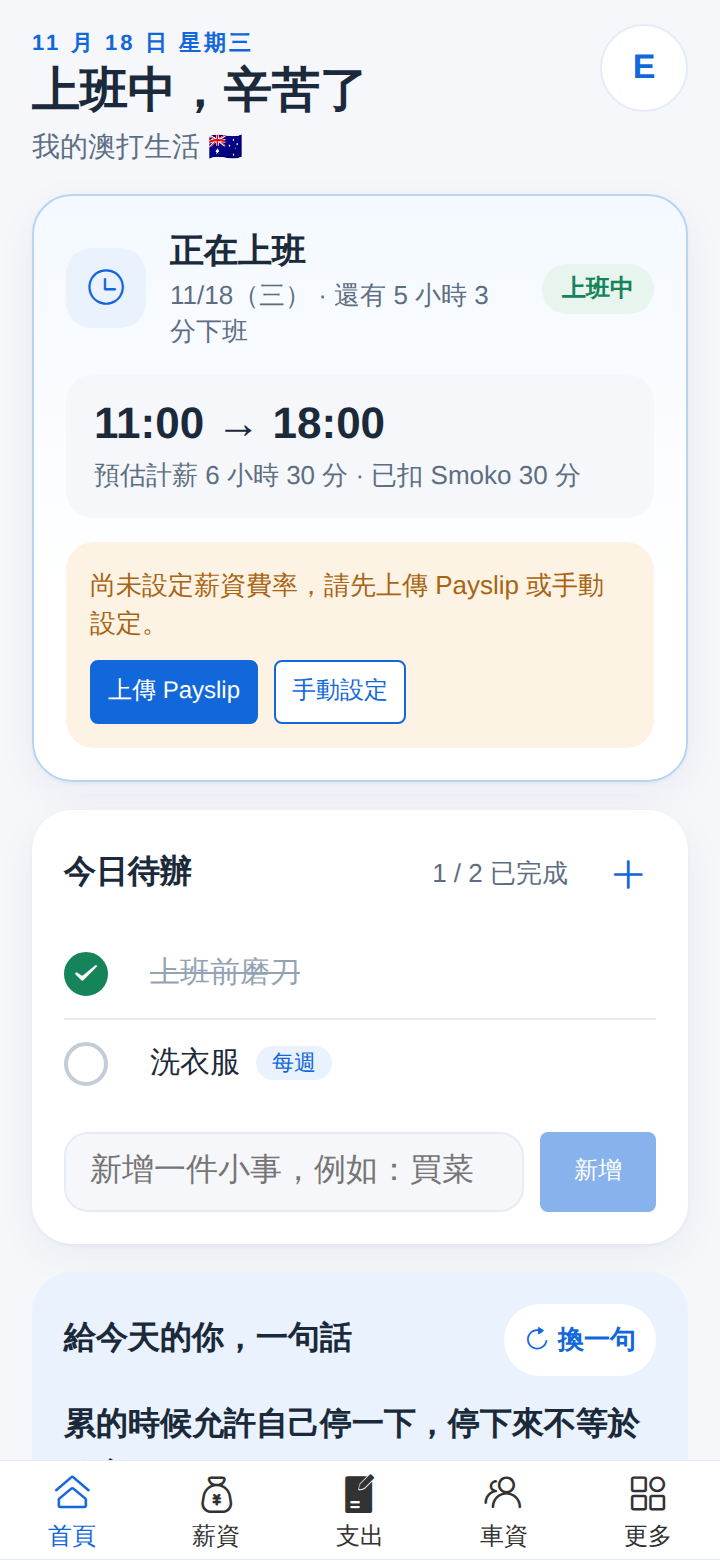 11 月 18 日 星期三
上班中，辛苦了
我的澳打生活 🇦🇺
E
正在上班
11/18（三） · 還有 5 小時 3
分下班
上班中
11:00 → 18:00
預估計薪 6 小時 30 分 · 已扣 Smoko 30 分
尚未設定薪資費率，請先上傳 Payslip 或手動
設定。
上傳 Payslip
手動設定
今日待辦
1 / 2 已完成
上班前磨刀
洗衣服
每週
新增一件小事，例如：買菜
新增
給今天的你，一句話
換一句
累的時候允許自己停一下，停下來不等於
首頁
薪資
支出
車資
更多